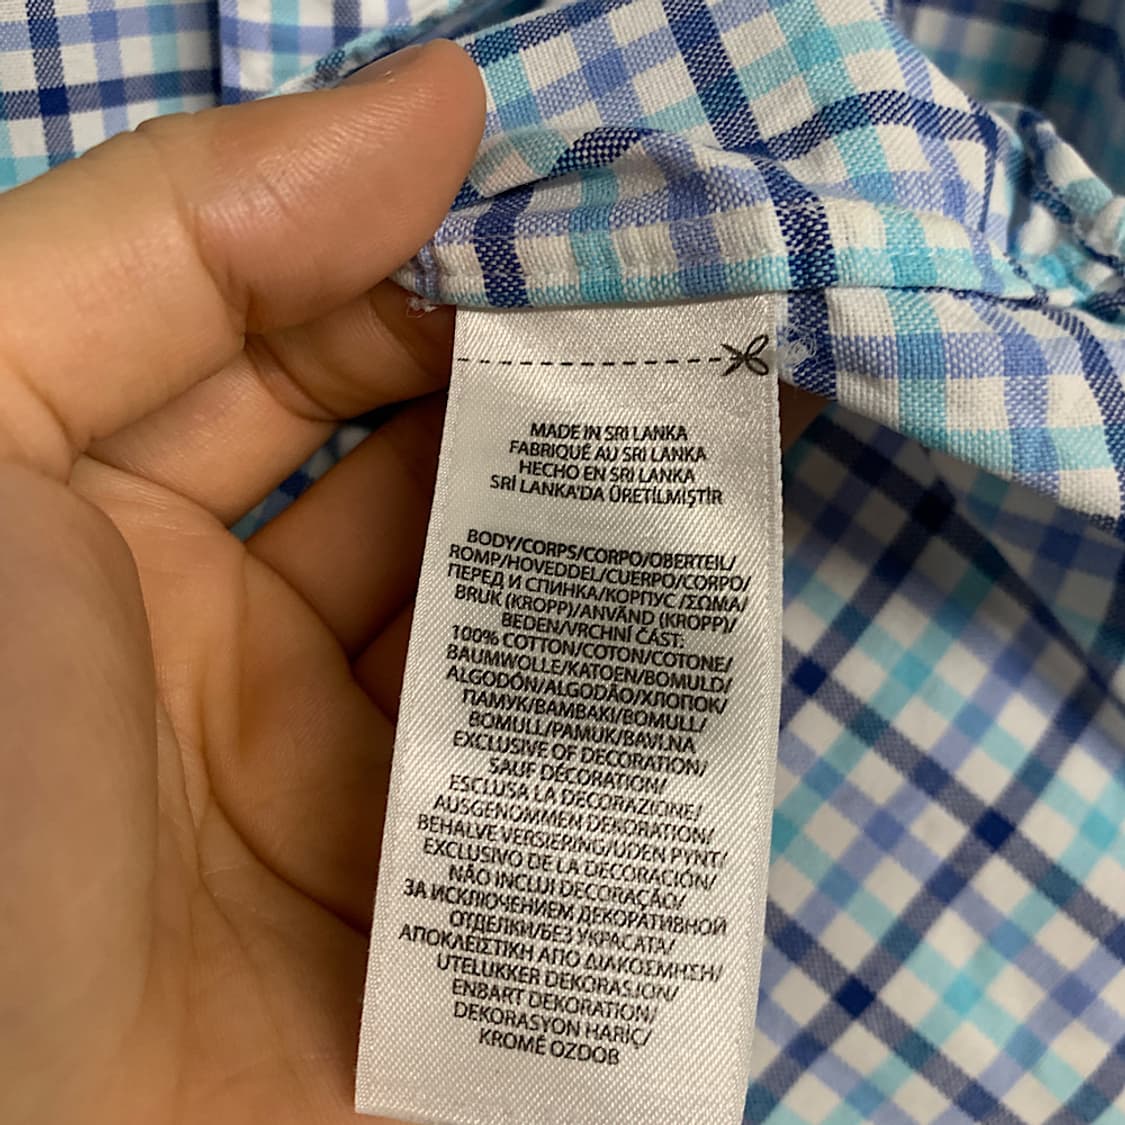 MADE IN SRI LANKA
FABRIQUÉ AU SRI LANKA
HECHO EN SRI LANKA
SRİ LANKA'DA ÜRETİLMİŞTİR
BODY/CORPS/CORPO/OBERTEIL/
ROMP/HOVEDDEL/CUERPO/CORPO/
ПЕРЕД И СПИНКА/КОРПУС/ΣΩΜΑ/
BRUK (KROPP)/ANVÄND (KROPP)/
BEDEN/VRCHNÍ ČÁST:
100% COTTON/COTON/COTONE/
BAUMWOLLE/KATOEN/BOMULD/
ALGODÓN/ALGODÃO/ХЛОПОК/
ПАМУК/ΒΑΜΒΑΚΙ/BOMULL/
BOMULL/PAMUK/BAVLNA
EXCLUSIVE OF DECORATION/
SAUF DÉCORATION/
ESCLUSA LA DECORAZIONE/
AUSGENOMMEN DEKORATION/
BEHALVE VERSIERING/UDEN PYNT/
EXCLUSIVO DE LA DECORACIÓN/
NÃO INCLUI DECORAÇÃO/
ЗА ИСКЛЮЧЕНИЕМ ДЕКОРАТИВНОЙ
ОТДЕЛКИ/БЕЗ УКРАСАТА/
ΑΠΟΚΛΕΙΣΤΙΚΗ ΑΠΟ ΔΙΑΚΟΣΜΗΣΗ/
UTELUKKER DEKORASJON/
ENBART DEKORATION/
DEKORASYON HARİÇ/
KROMĚ OZDOB